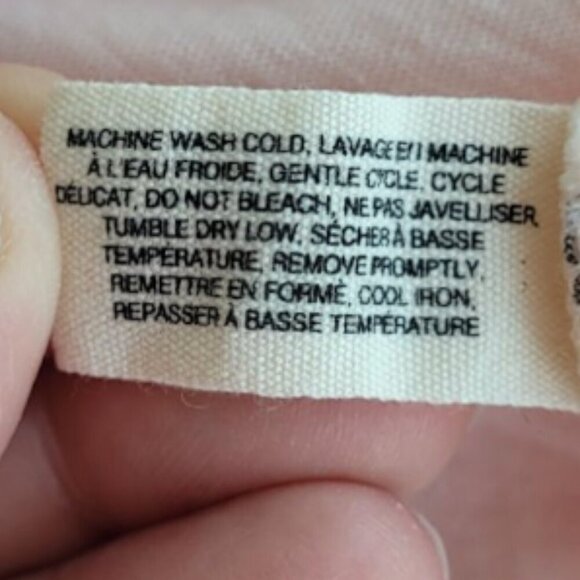 MACHINE WASH COLD, LAVAGE EN MACHINE
À L'EAU FROIDE, GENTLE CYCLE, CYCLE
DÉLICAT, DO NOT BLEACH, NE PAS JAVELLISER,
TUMBLE DRY LOW, SÉCHER À BASSE
TEMPÉRATURE, REMOVE PROMPTLY,
REMETTRE EN FORME, COOL IRON,
REPASSER À BASSE TEMPÉRATURE